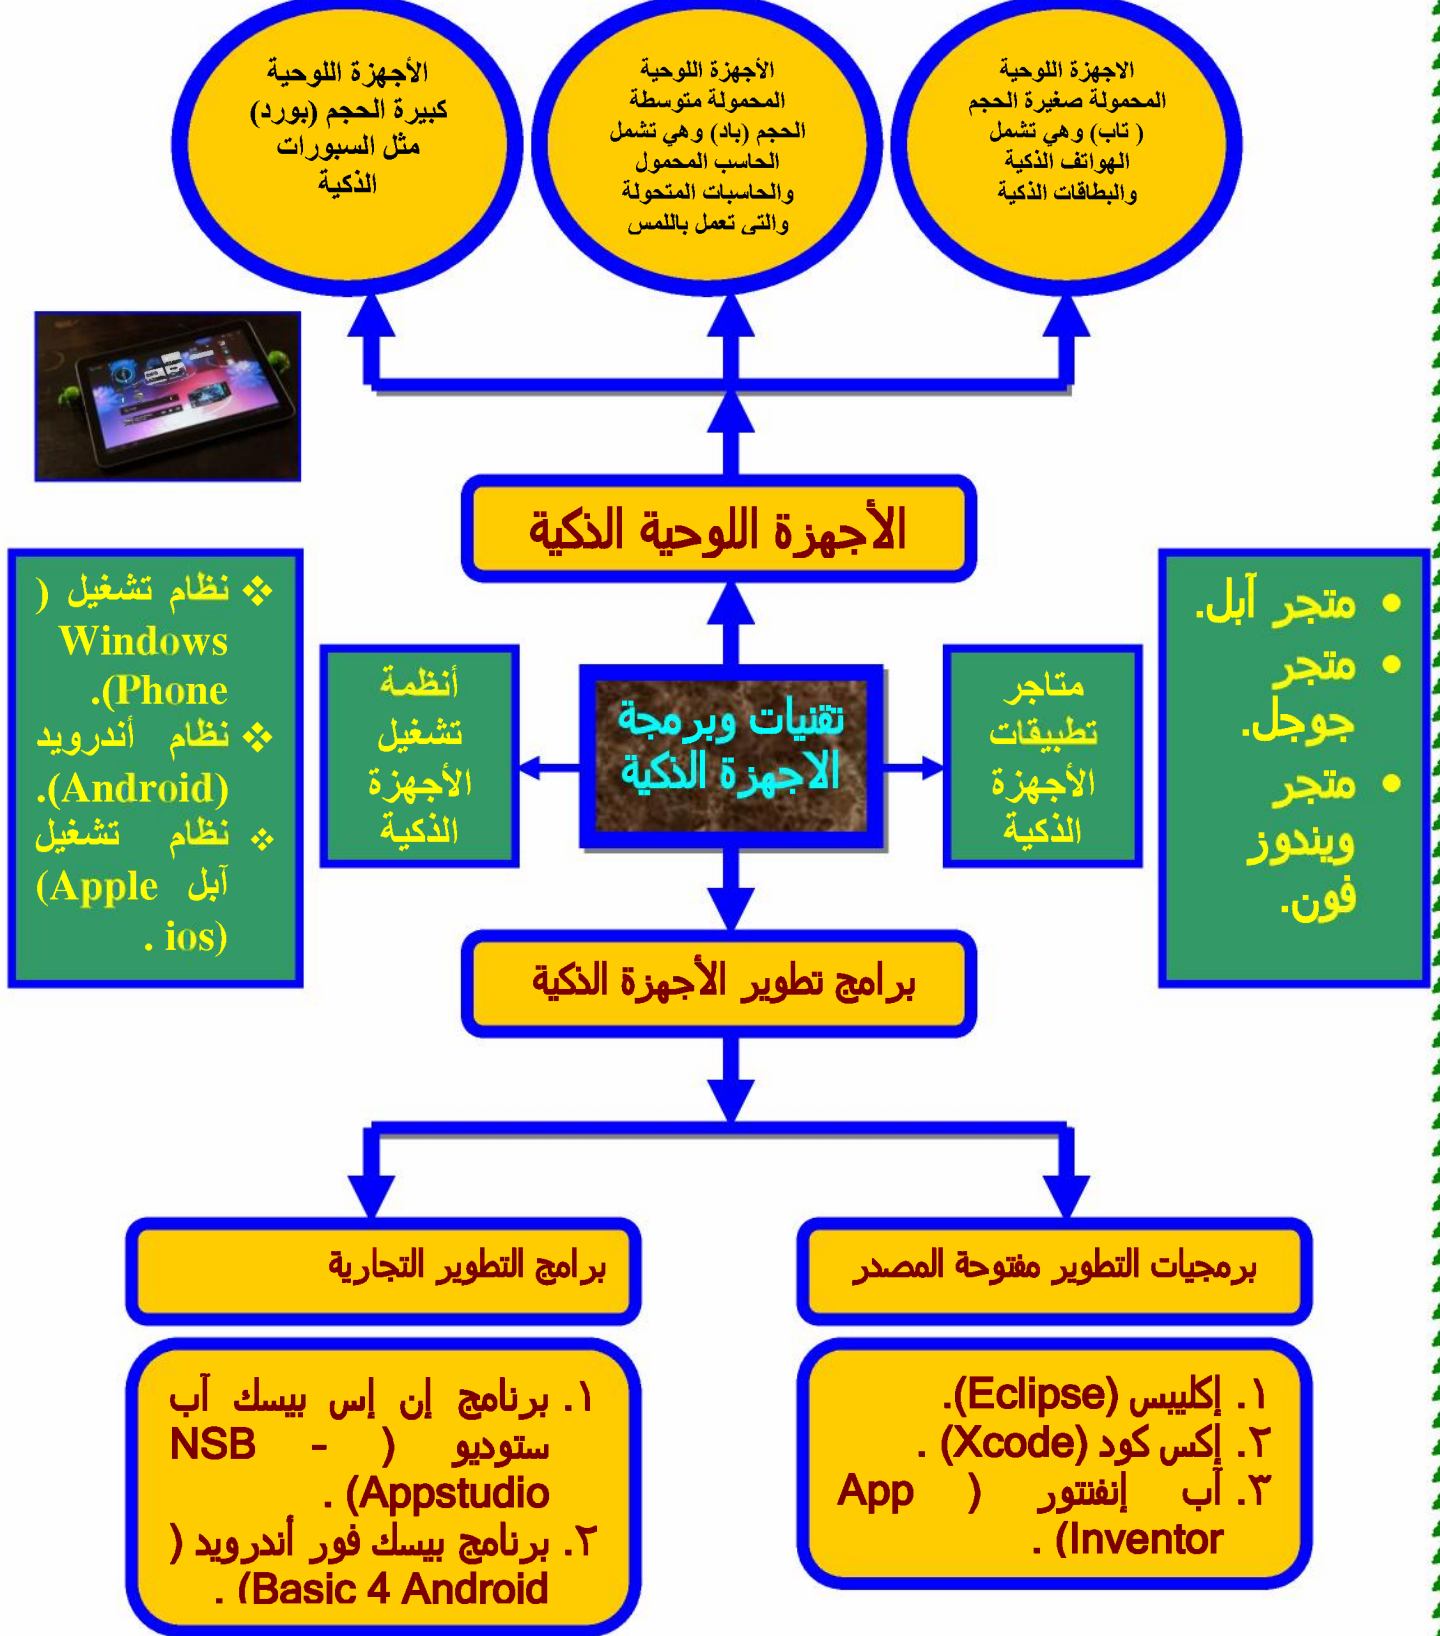 الاجهزة اللوحية
المحمولة صغيرة الحجم
( تاب) وهي تشمل
الهواتف الذكية
والبطاقات الذكية
الأجهزة اللوحية
المحمولة متوسطة
الحجم (باد) وهي تشمل
الحاسب المحمول
والحاسبات المتحولة
والتي تعمل باللمس
الأجهزة اللوحية
كبيرة الحجم (بورد)
مثل السبورات
الذكية
الأجهزة اللوحية الذكية
• متجر آبل.
• متجر
جوجل.
• متجر
ويندوز
فون.
متاجر
تطبيقات
الأجهزة
الذكية
تقنيات وبرمجة
الاجهزة الذكية
أنظمة
تشغيل
الأجهزة
الذكية
❖ نظام تشغيل (
Windows
Phone).
❖ نظام أندرويد
(Android).
❖ نظام تشغيل
آبل (Apple
ios) .
برامج تطوير الأجهزة الذكية
برمجيات التطوير مفتوحة المصدر
١. إكليبس (Eclipse).
٢. إكس كود (Xcode) .
٣. آب إنفنتور (App
Inventor) .
برامج التطوير التجارية
١. برنامج إن إس بيسك آب
ستوديو (NSB - -
Appstudio) .
٢. برنامج بيسك فور أندرويد (
Basic 4 Android) .